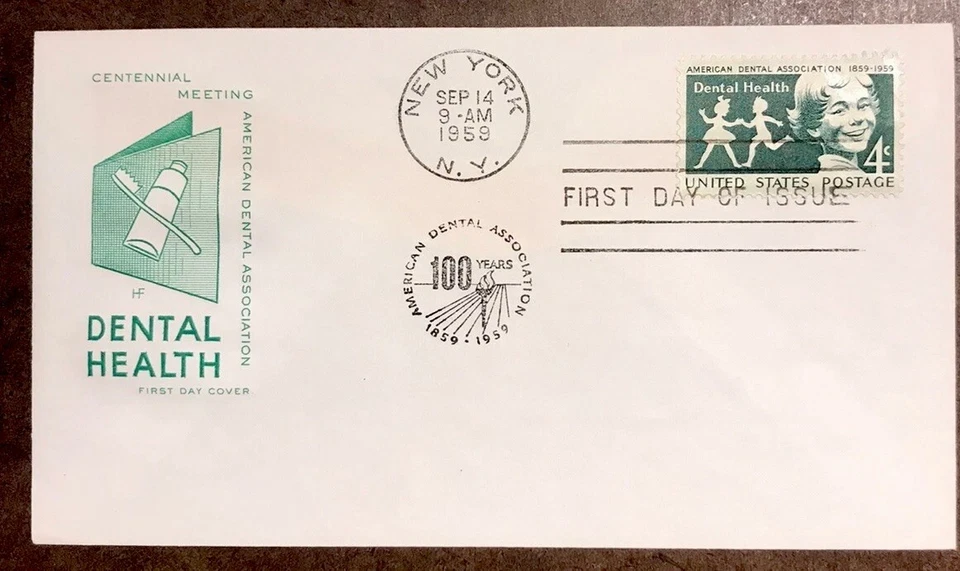 CENTENNIAL
MEETING
AMERICAN DENTAL ASSOCIATION
HF
DENTAL
HEALTH
FIRST DAY COVER
NEW YORK
SEP 14
9-AM
1959
N. Y.
AMERICAN DENTAL ASSOCIATION
100 YEARS
1859 · 1959
AMERICAN DENTAL ASSOCIATION 1859-1959
Dental Health
4¢
UNITED STATES POSTAGE
FIRST DAY OF ISSUE